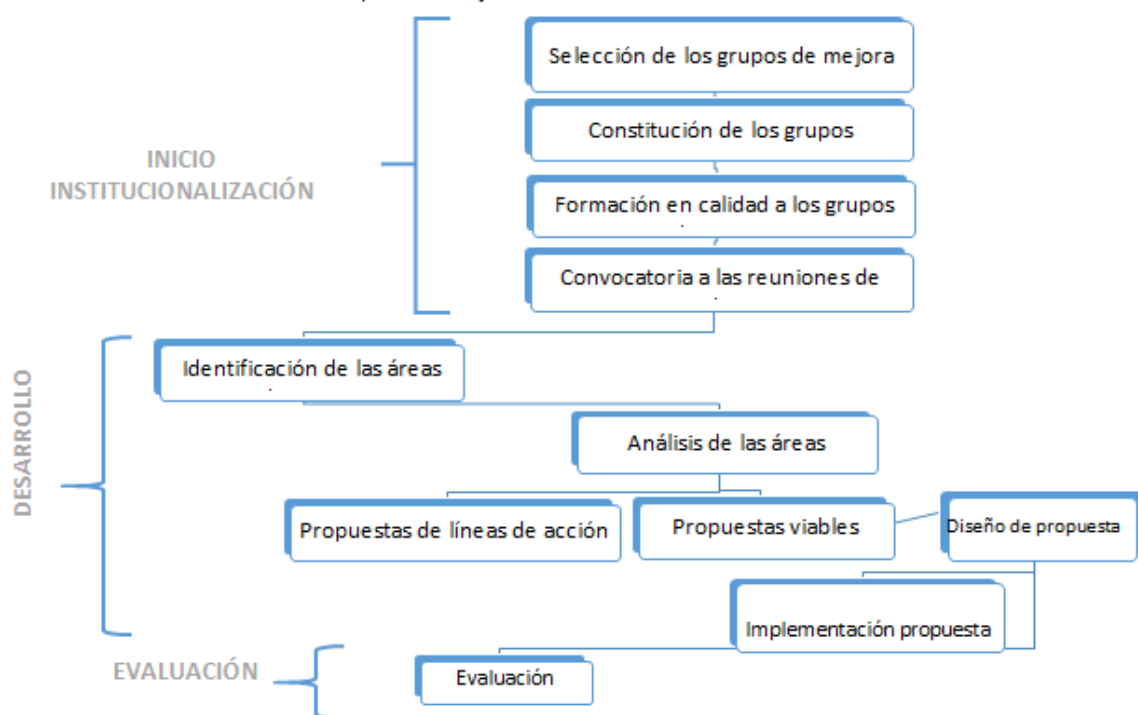 Selección de los grupos de mejora
Constitución de los grupos
INICIO
INSTITUCIONALIZACIÓN
Formación en calidad a los grupos
Convocatoria a las reuniones de
DESARROLLO
Identificación de las áreas
Análisis de las áreas
Propuestas de líneas de acción
Propuestas viables
Diseño de propuesta
Implementación propuesta
EVALUACIÓN
Evaluación